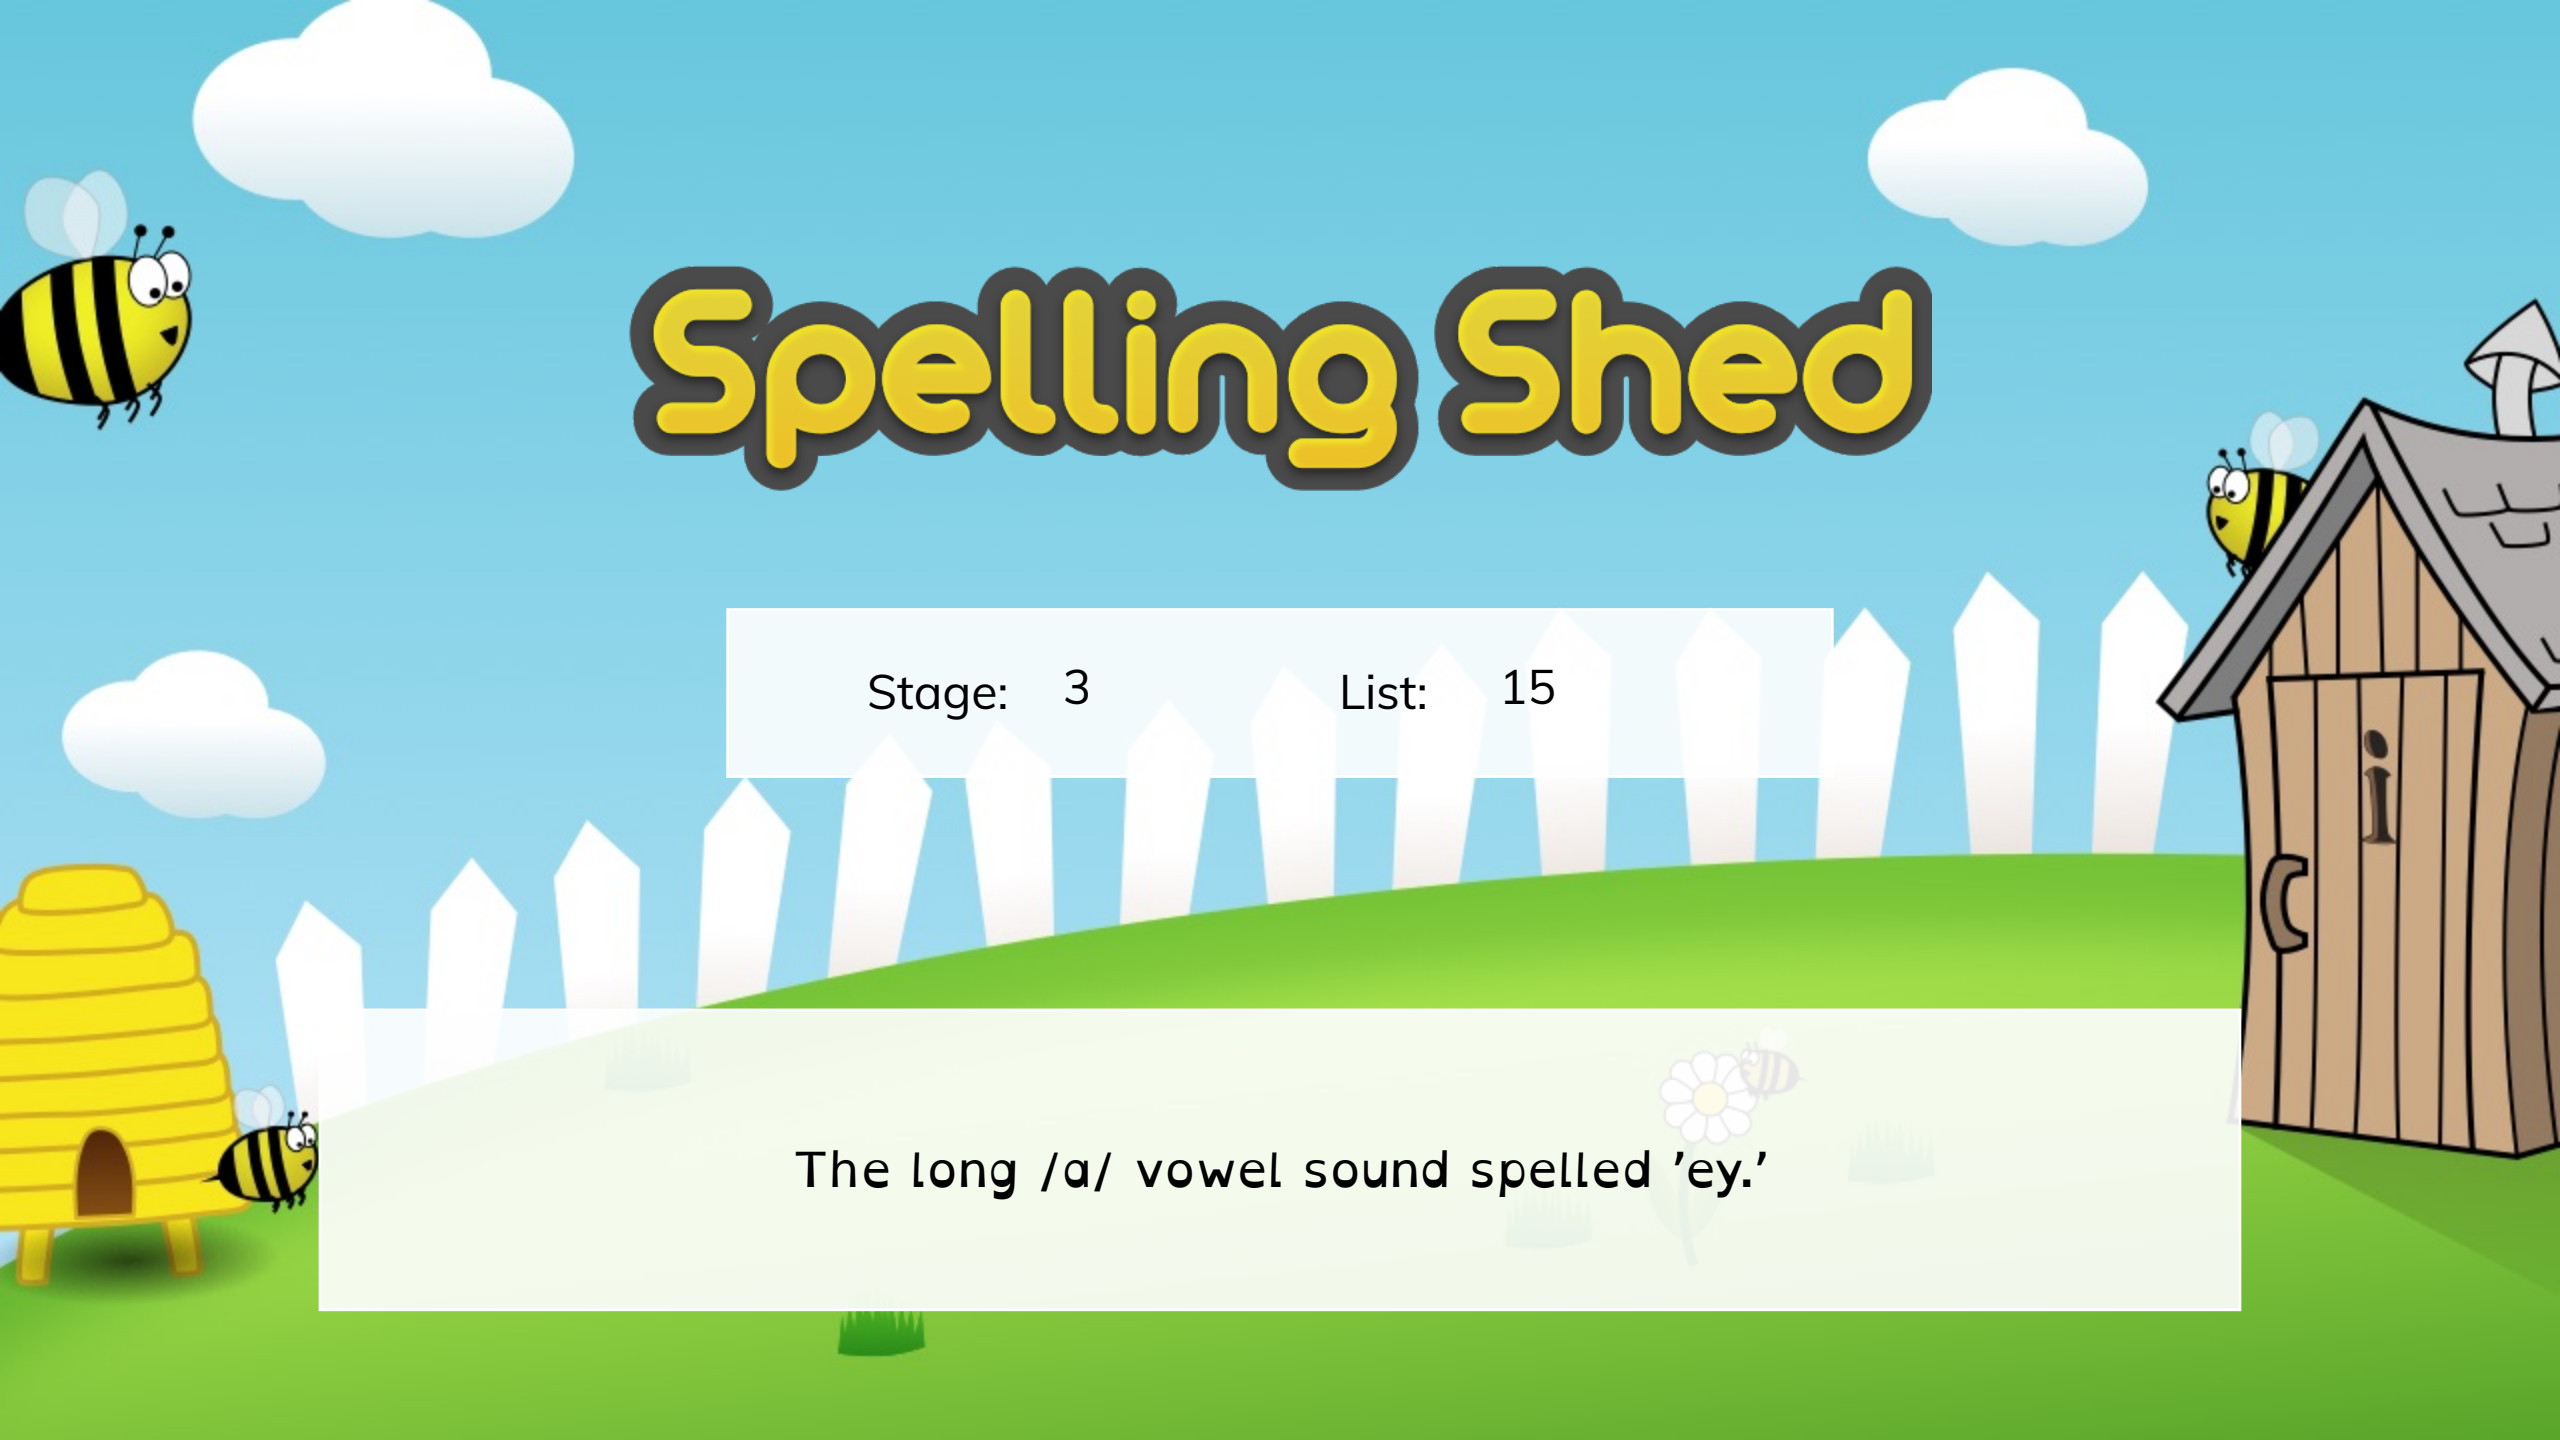 Spelling Shed
Stage: 3 List: 15
The long /a/ vowel sound spelled ’ey.’